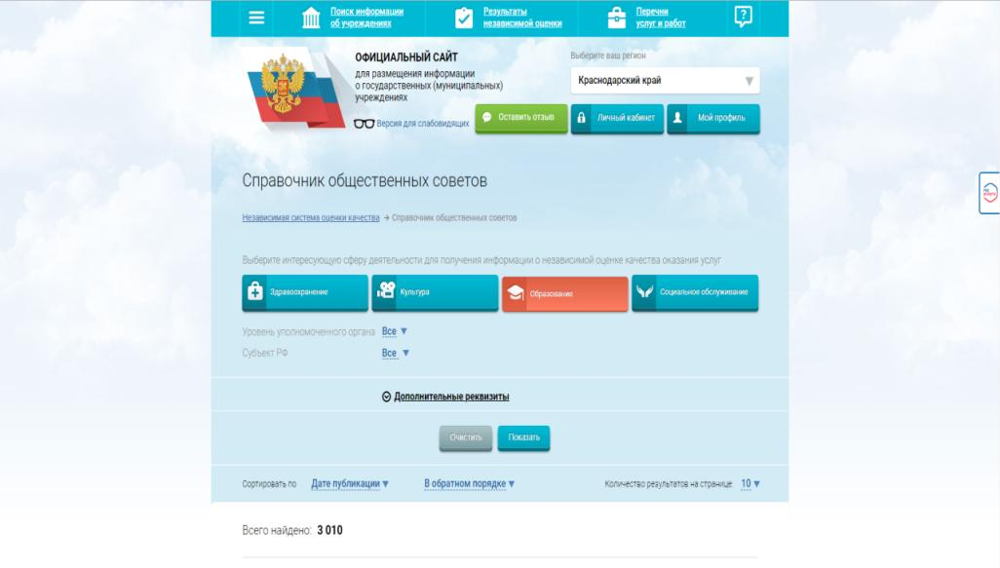 Поиск информации
об учреждениях
Результаты
независимой оценки
Перечни
услуг и работ
ОФИЦИАЛЬНЫЙ САЙТ
для размещения информации
о государственных (муниципальных)
учреждениях
Версия для слабовидящих
Выберите ваш регион
Краснодарский край
Оставить отзыв
Личный кабинет
Мой профиль
Справочник общественных советов
Независимая система оценки качества → Справочник общественных советов
Выберите интересующую сферу деятельности для получения информации о независимой оценке качества оказания услуг
Здравоохранение
Культура
Образование
Социальное обслуживание
Уровень уполномоченного органа Все
Субъект РФ Все
Дополнительные реквизиты
Очистить
Показать
Сортировать по Дате публикации В обратном порядке Количество результатов на странице: 10
Всего найдено: 3 010